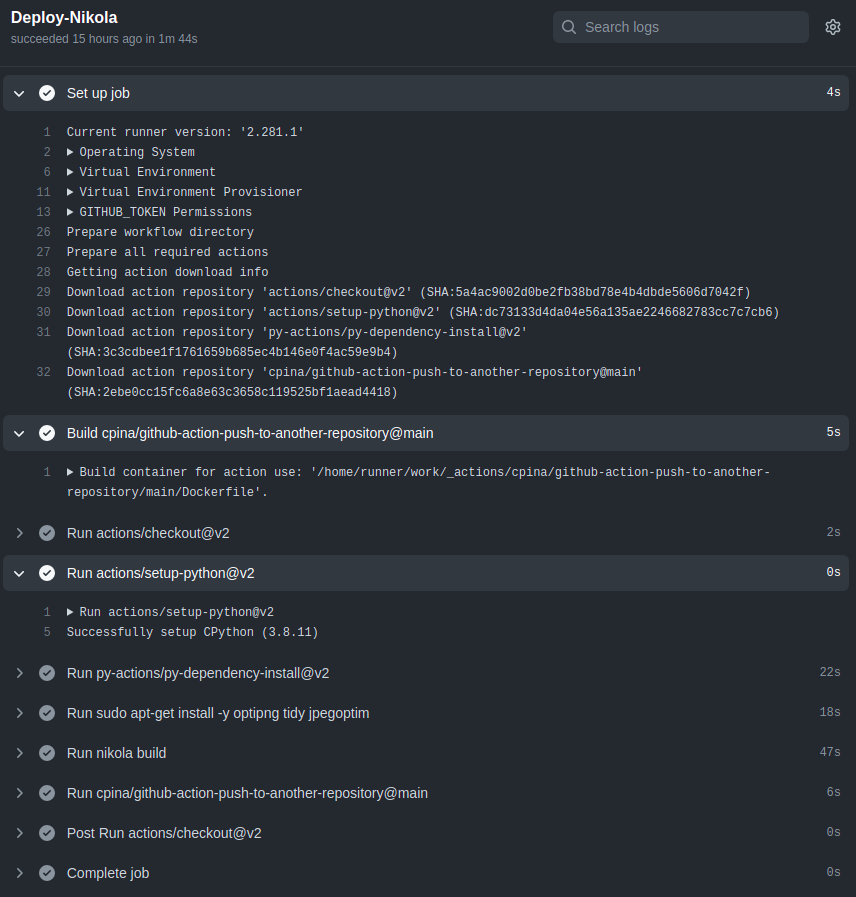 Deploy-Nikola
succeeded 15 hours ago in 1m 44s
Search logs
Set up job 4s
1 Current runner version: '2.281.1'
2 Operating System
6 Virtual Environment
11 Virtual Environment Provisioner
13 GITHUB_TOKEN Permissions
26 Prepare workflow directory
27 Prepare all required actions
28 Getting action download info
29 Download action repository 'actions/checkout@v2' (SHA:5a4ac9002d0be2fb38bd78e4b4dbde5606d7042f)
30 Download action repository 'actions/setup-python@v2' (SHA:dc73133d4da04e56a135ae2246682783cc7c7cb6)
31 Download action repository 'py-actions/py-dependency-install@v2'
(SHA:3c3cdbee1f1761659b685ec4b146e0f4ac59e9b4)
32 Download action repository 'cpina/github-action-push-to-another-repository@main'
(SHA:2ebe0cc15fc6a8e63c3658c119525bf1aead4418)
Build cpina/github-action-push-to-another-repository@main 5s
1 Build container for action use: '/home/runner/work/_actions/cpina/github-action-push-to-another-
repository/main/Dockerfile'.
Run actions/checkout@v2 2s
Run actions/setup-python@v2 0s
1 Run actions/setup-python@v2
5 Successfully setup CPython (3.8.11)
Run py-actions/py-dependency-install@v2 22s
Run sudo apt-get install -y optipng tidy jpegoptim 18s
Run nikola build 47s
Run cpina/github-action-push-to-another-repository@main 6s
Post Run actions/checkout@v2 0s
Complete job 0s